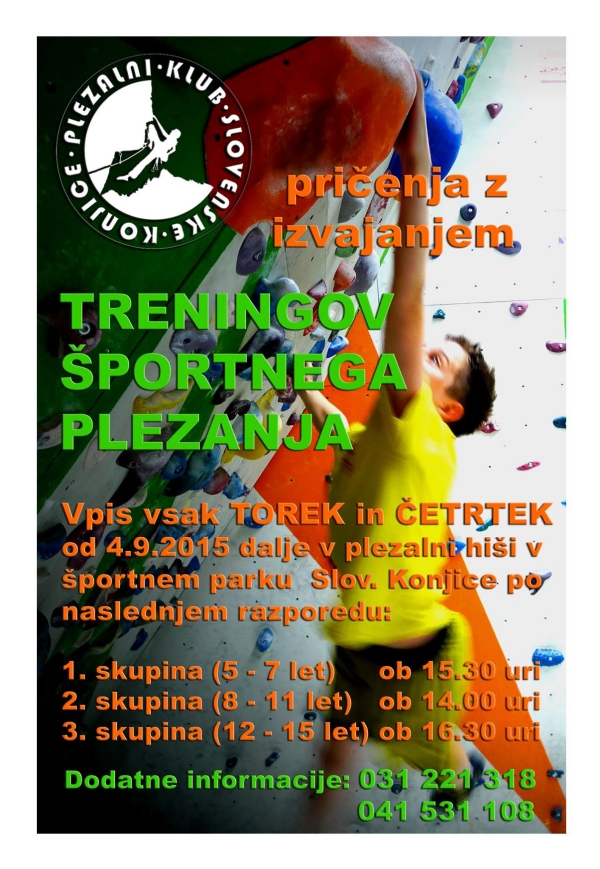 PLEZALNI · KLUB · SLOVENSKE · KONJICE ·
pričenja z
izvajanjem
TRENINGOV
ŠPORTNEGA
PLEZANJA
Vpis vsak TOREK in ČETRTEK
od 4.9.2015 dalje v plezalni hiši v
športnem parku Slov. Konjice po
naslednjem razporedu:
1. skupina (5 - 7 let) ob 15.30 uri
2. skupina (8 - 11 let) ob 14.00 uri
3. skupina (12 - 15 let) ob 16.30 uri
Dodatne informacije: 031 221 318
041 531 108